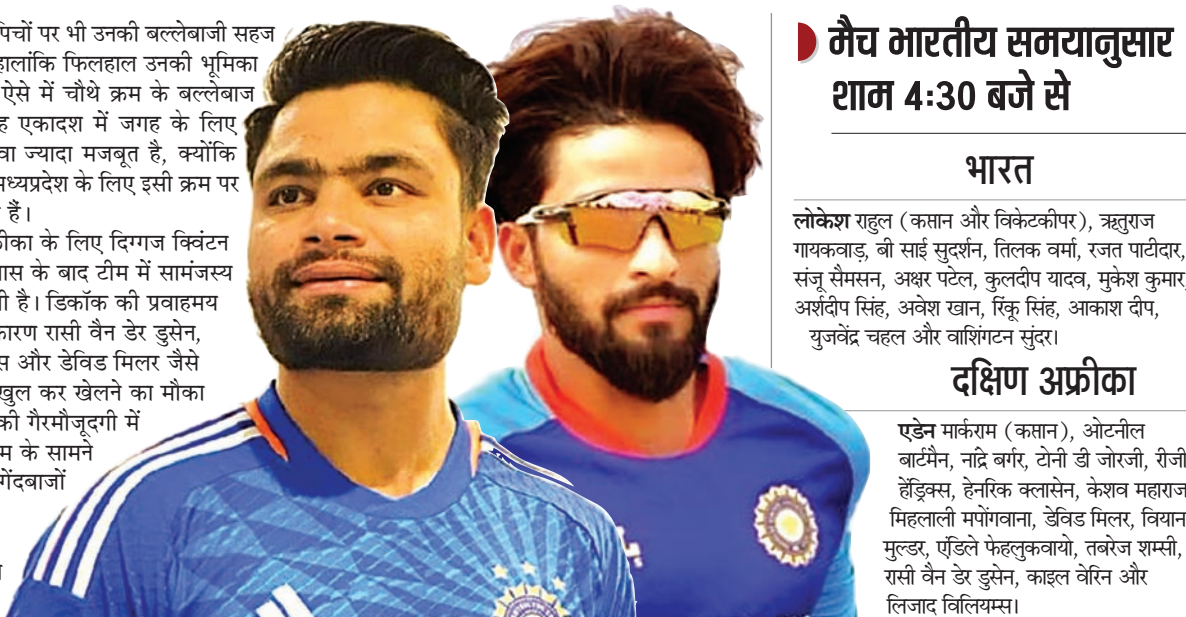 पिचों पर भी उनकी बल्लेबाजी सहज
हालांकि फिलहाल उनकी भूमिका
ऐसे में चौथे क्रम के बल्लेबाज
ह एकादश में जगह के लिए
वा ज्यादा मजबूत है, क्योंकि
मध्यप्रदेश के लिए इसी क्रम पर
हैं।
के लिए दिग्गज क्विंटन
के बाद टीम में सामंजस्य
है। डिकॉक की प्रवाहमय
कारण रासी वैन डेर डुसेन,
स और डेविड मिलर जैसे
खुल कर खेलने का मौका
की गैरमौजूदगी में
म के सामने
गेंदबाजों
मैच भारतीय समयानुसार
शाम 4:30 बजे से
भारत
लोकेश राहुल (कप्तान और विकेटकीपर), ऋतुराज
गायकवाड़, बी साई सुदर्शन, तिलक वर्मा, रजत पाटीदार,
संजू सैमसन, अक्षर पटेल, कुलदीप यादव, मुकेश कुमार,
अर्शदीप सिंह, अवेश खान, रिंकू सिंह, आकाश दीप,
युजवेंद्र चहल और वाशिंगटन सुंदर।
दक्षिण अफ्रीका
एडेन मार्कराम (कप्तान), ओटनील
बार्टमैन, नांद्रे बर्गर, टोनी डी जोरजी, रीजी
हेंड्रिक्स, हेनरिक क्लासेन, केशव महाराज
मिहलाली मपोंगवाना, डेविड मिलर, वियान
मुल्डर, एंडिले फेहलुकवायो, तबरेज शम्सी,
रासी वैन डेर डुसेन, काइल वेरिन और
लिजाद विलियम्स।